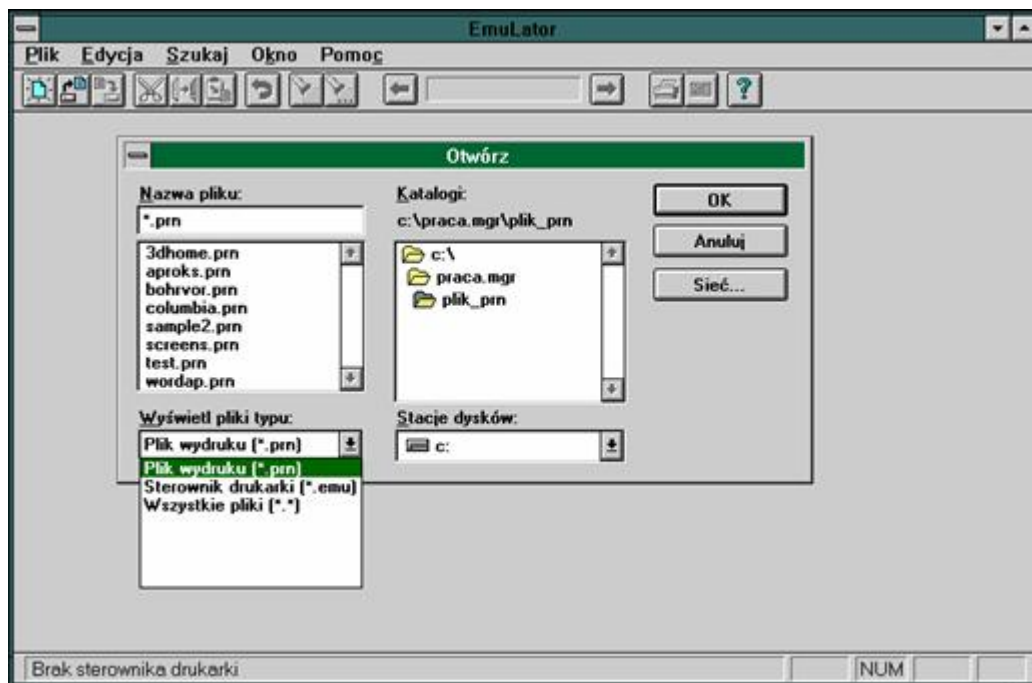 EmuLator
Plik Edycja Szukaj Okno Pomoc
Otwórz
Nazwa pliku:
*.prn
3dhome.prn
aproks.prn
bohrvor.prn
columbia.prn
sample2.prn
screens.prn
test.prn
wordap.prn
Wyświetl pliki typu:
Plik wydruku (*.prn)
Plik wydruku (*.prn)
Sterownik drukarki (*.emu)
Wszystkie pliki (*.*)
Katalogi:
c:\praca.mgr\plik_prn
c:\
praca.mgr
plik_prn
Stacje dysków:
c:
OK
Anuluj
Sieć...
Brak sterownika drukarki
NUM